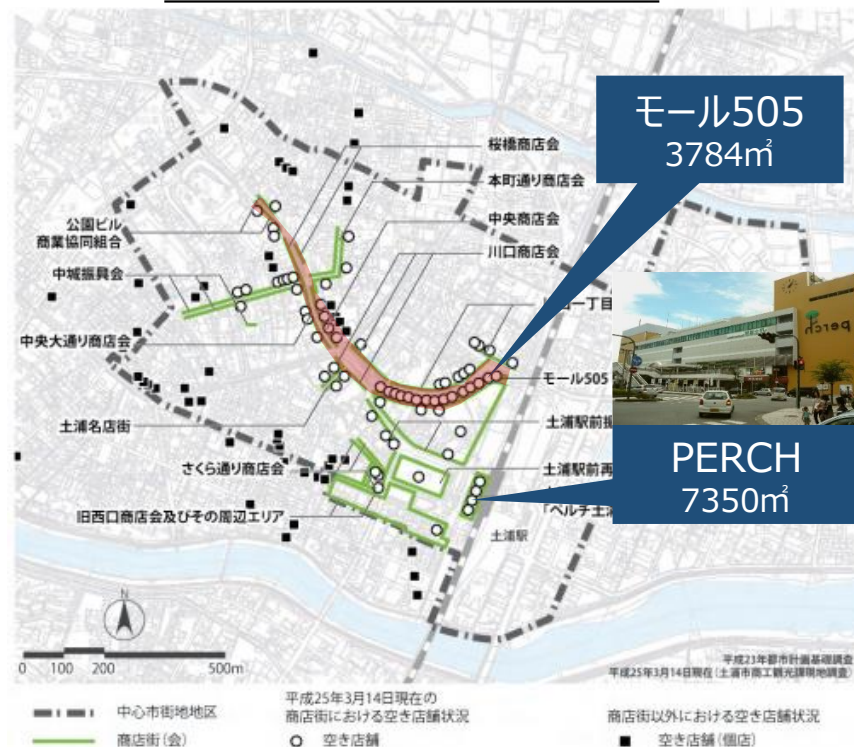 モール505
3784㎡
桜橋商店会
本町通り商店会
中央商店会
川口商店会
公園ビル
商業協同組合
中城振興会
中央大通り商店会
土浦名店街
さくら通り商店会
旧西口商店会及びその周辺エリア
一丁目
モール505
土浦駅前
土浦駅前再
「ペルチ土浦
土浦駅
perch
PERCH
7350㎡
N
0 100 200 500m
平成23年都市計画基礎調査
平成25年3月14日現在(土浦市商工観光課現地調査)
中心市街地地区
商店街(会)
平成25年3月14日現在の
商店街における空き店舗状況
空き店舗
商店街以外における空き店舗状況
空き店舗(個店)